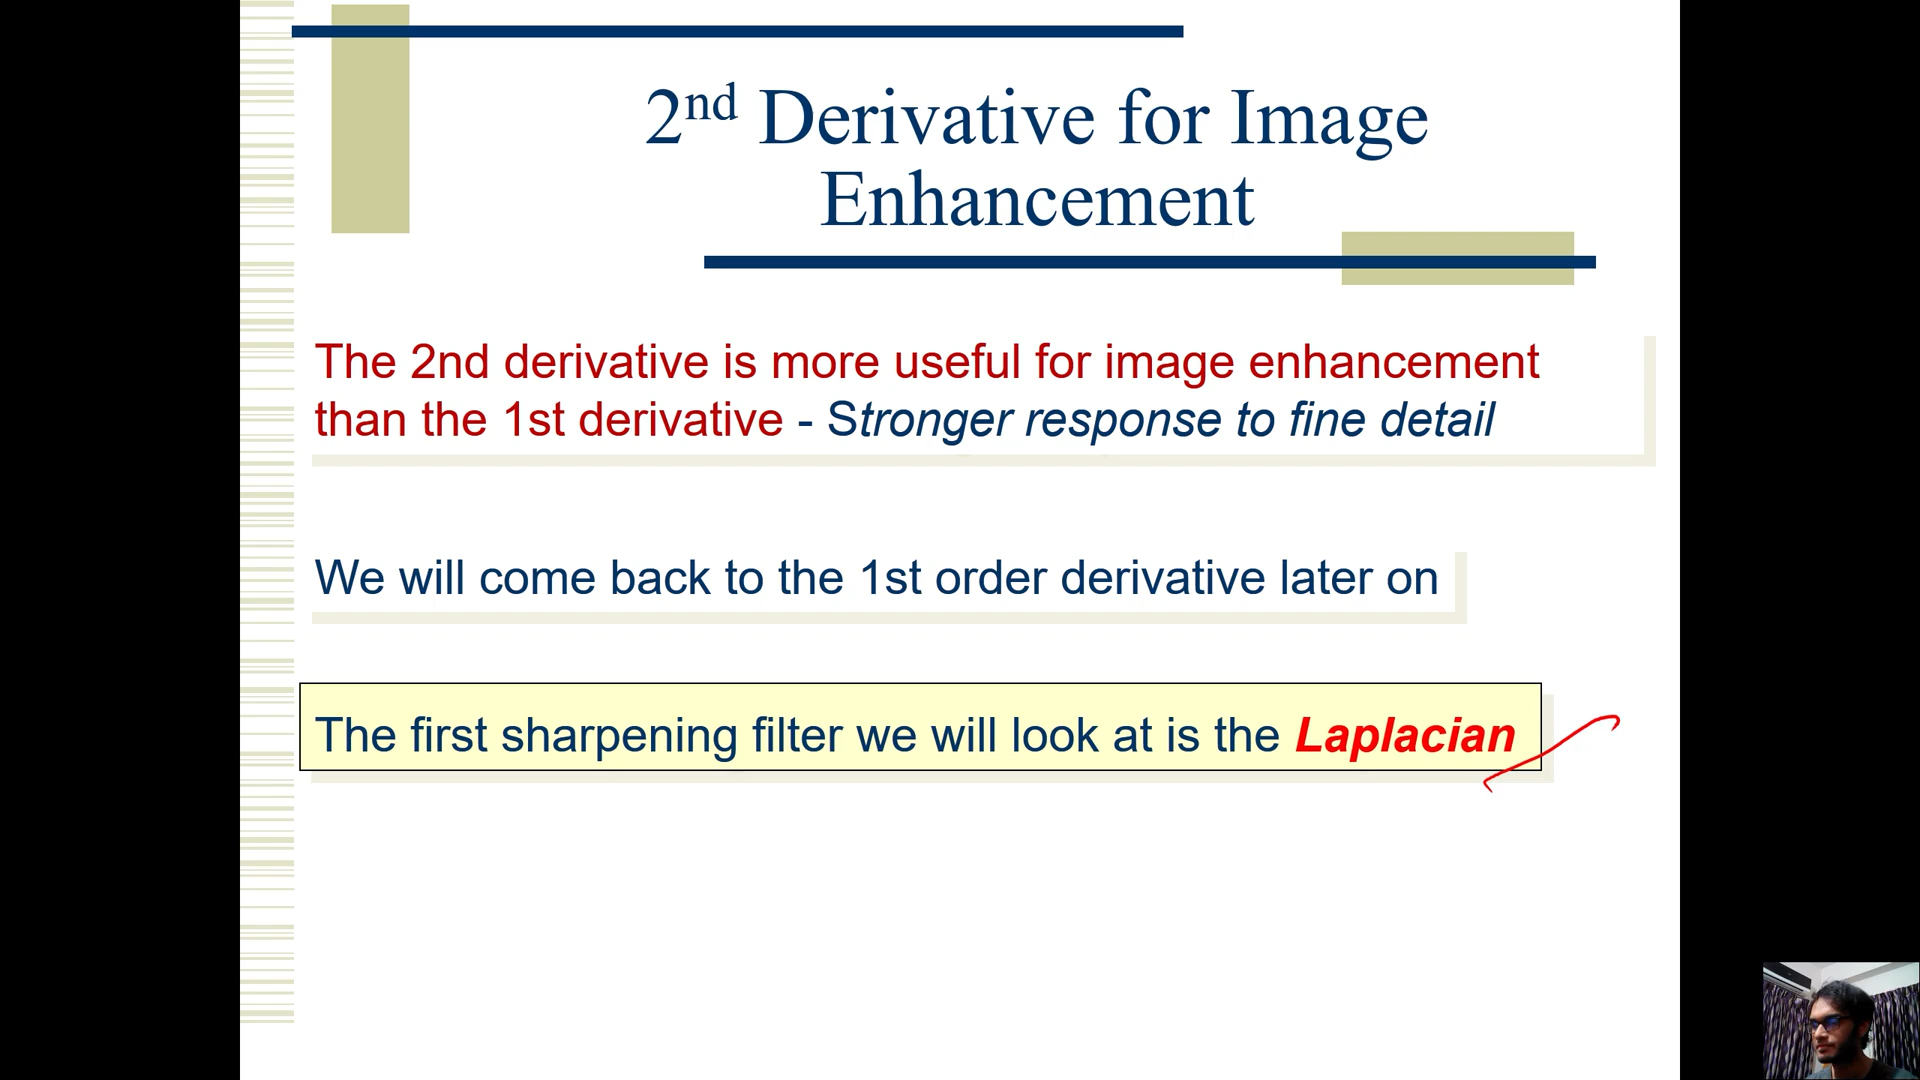 2nd Derivative for Image
Enhancement
The 2nd derivative is more useful for image enhancement
than the 1st derivative - Stronger response to fine detail
We will come back to the 1st order derivative later on
The first sharpening filter we will look at is the Laplacian